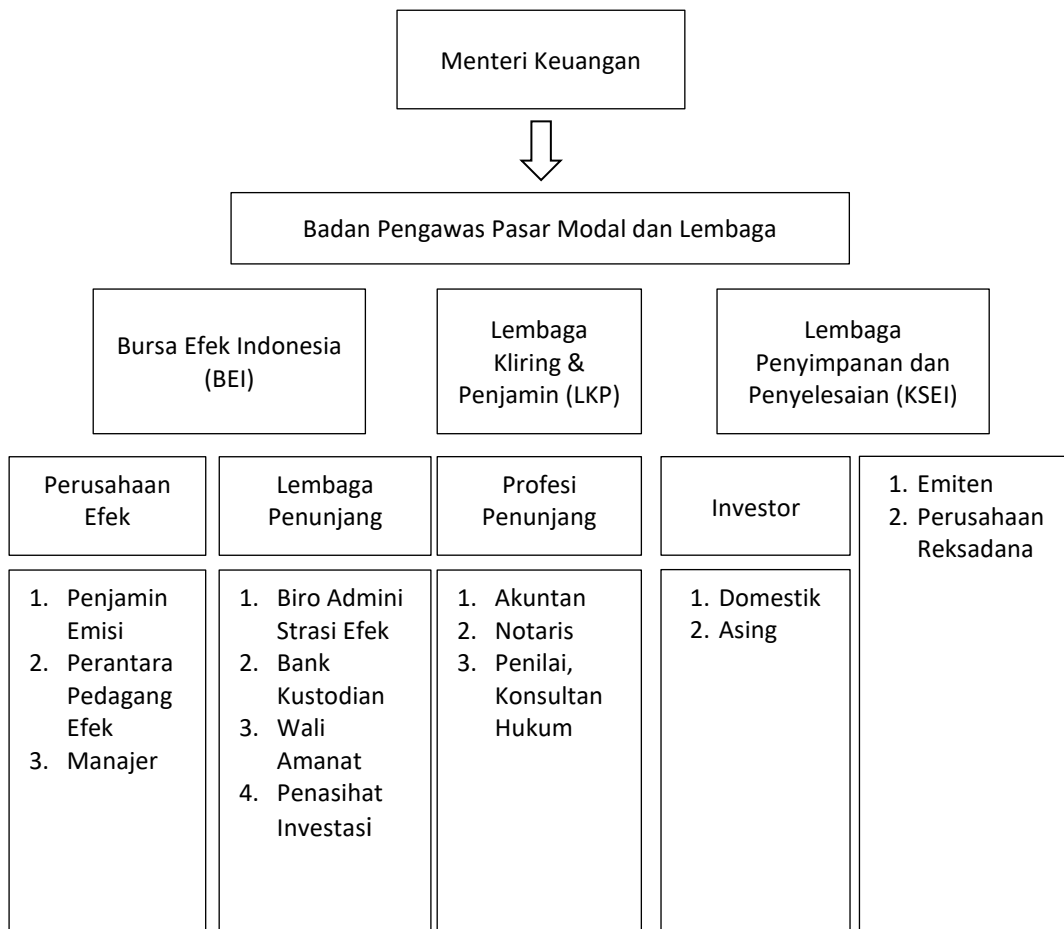 Menteri Keuangan
Badan Pengawas Pasar Modal dan Lembaga
Bursa Efek Indonesia
(BEI)
Lembaga
Kliring &
Penjamin (LKP)
Lembaga
Penyimpanan dan
Penyelesaian (KSEI)
Perusahaan
Efek
Lembaga
Penunjang
Profesi
Penunjang
Investor
1. Emiten
2. Perusahaan
Reksadana
1. Penjamin
Emisi
2. Perantara
Pedagang
Efek
3. Manajer
1. Biro Admini
Strasi Efek
2. Bank
Kustodian
3. Wali
Amanat
4. Penasihat
Investasi
1. Akuntan
2. Notaris
3. Penilai,
Konsultan
Hukum
1. Domestik
2. Asing